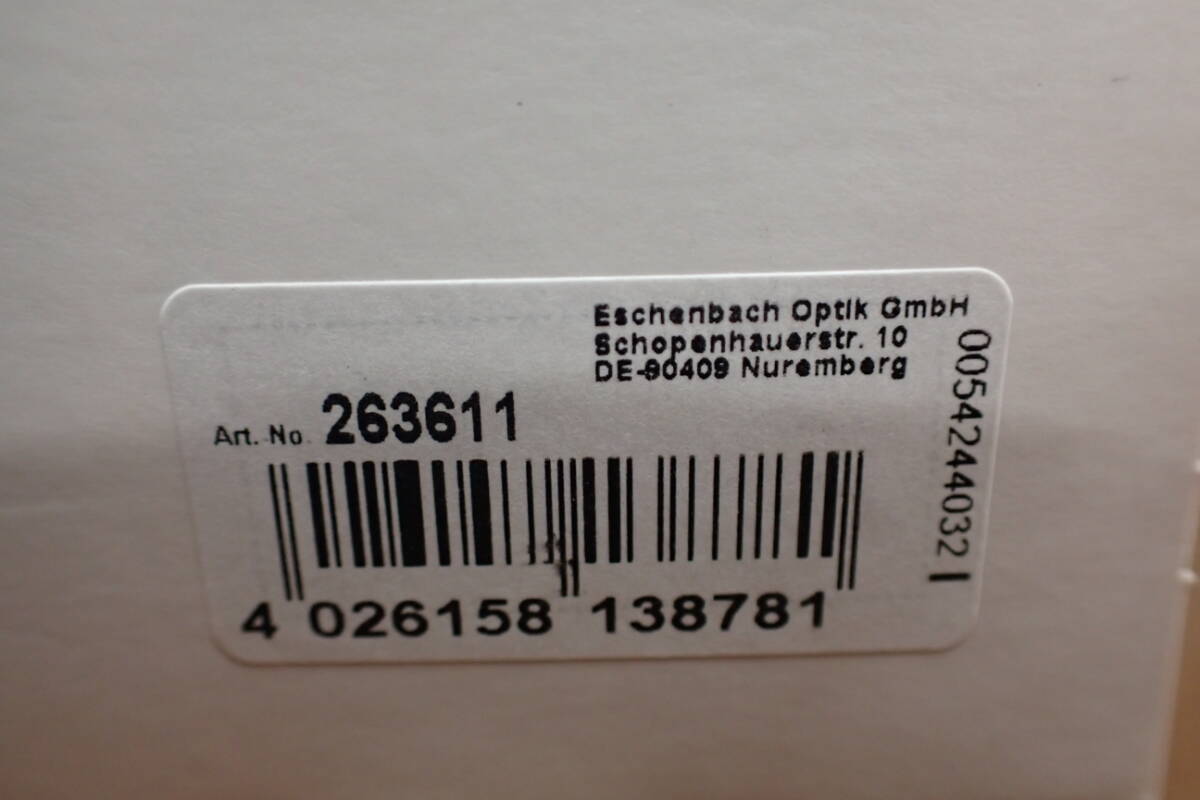 Eschenbach Optik GmbH
Schopenhauerstr. 10
DE-90409 Nuremberg
Art. No. 263611
4 026158 138781
0054244032